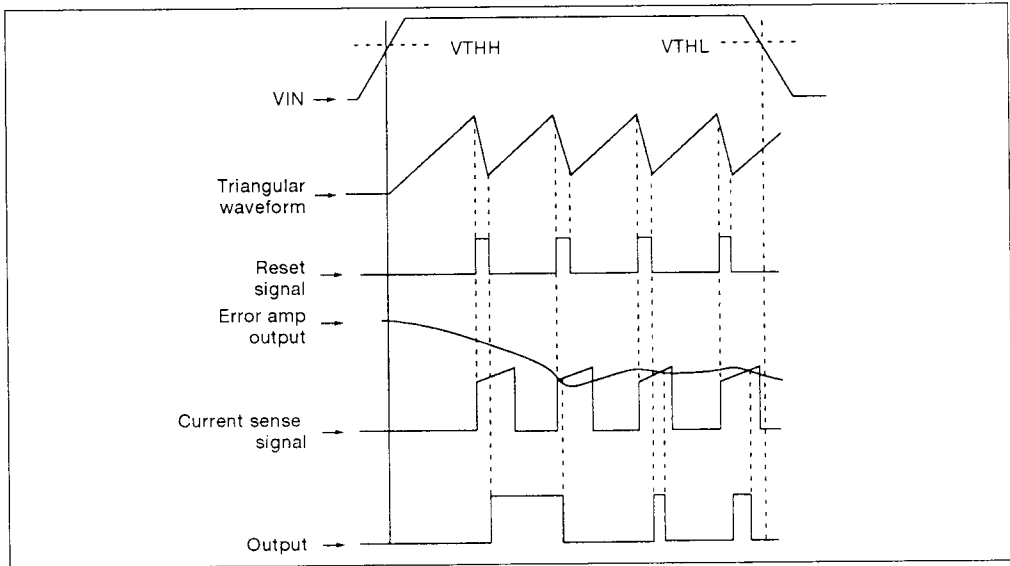 VTHH
VTHL
VIN
Triangular
waveform
Reset
signal
Error amp
output
Current sense
signal
Output